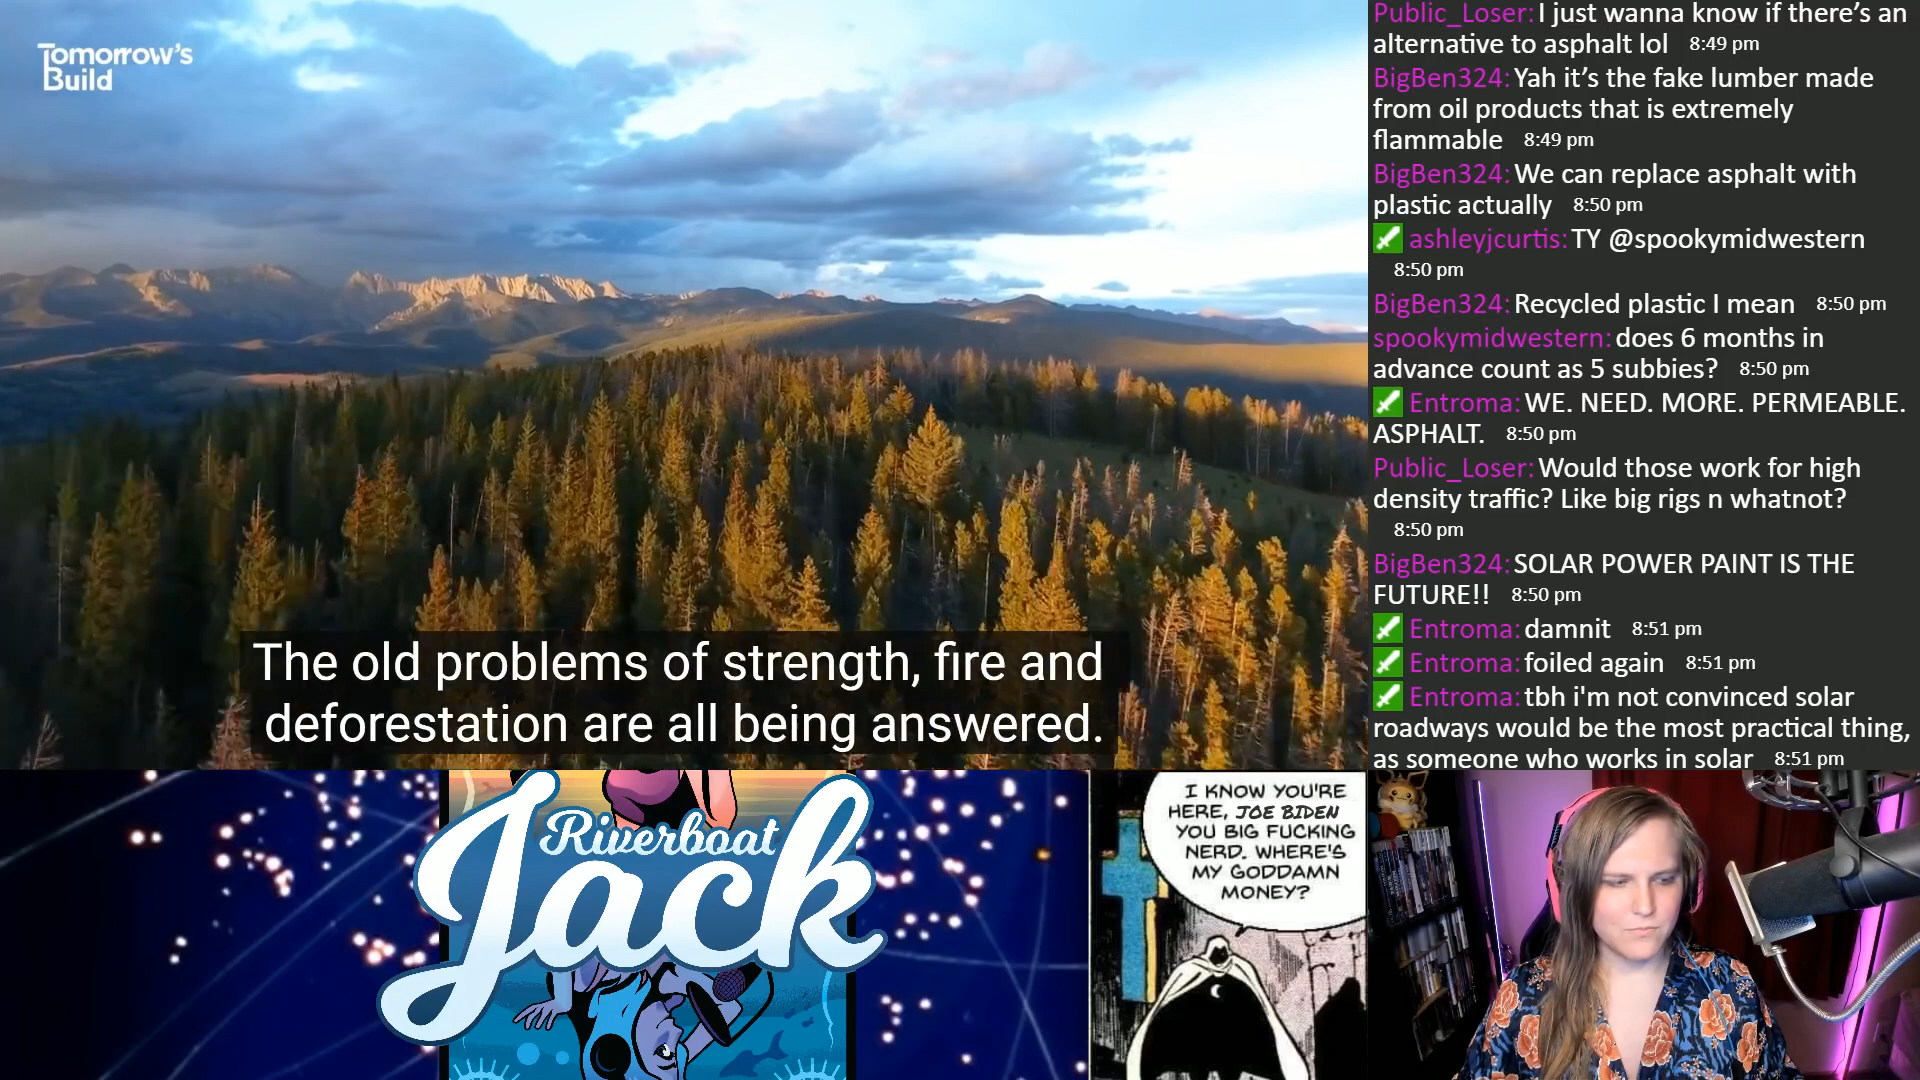 Tomorrow's
Build
The old problems of strength, fire and
deforestation are all being answered.
Public_Loser: I just wanna know if there's an
alternative to asphalt lol 8:49 pm
BigBen324: Yah it's the fake lumber made
from oil products that is extremely
flammable 8:49 pm
BigBen324: We can replace asphalt with
plastic actually 8:50 pm
ashleyjcurtis: TY @spookymidwestern
8:50 pm
BigBen324: Recycled plastic I mean 8:50 pm
spookymidwestern: does 6 months in
advance count as 5 subbies? 8:50 pm
Entroma: WE. NEED. MORE. PERMEABLE.
ASPHALT. 8:50 pm
Public_Loser: Would those work for high
density traffic? Like big rigs n whatnot?
8:50 pm
BigBen324: SOLAR POWER PAINT IS THE
FUTURE!! 8:50 pm
Entroma: damnit 8:51 pm
Entroma: foiled again 8:51 pm
Entroma: tbh i'm not convinced solar
roadways would be the most practical thing,
as someone who works in solar 8:51 pm
Riverboat
Jack
I KNOW YOU'RE
HERE, JOE BIDEN
YOU BIG FUCKING
NERD. WHERE'S
MY GODDAMN
MONEY?